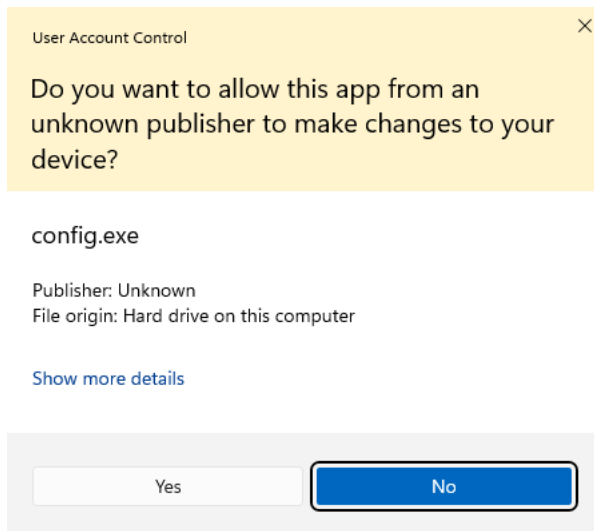 User Account Control
Do you want to allow this app from an
unknown publisher to make changes to your
device?
config.exe
Publisher: Unknown
File origin: Hard drive on this computer
Show more details
Yes
No